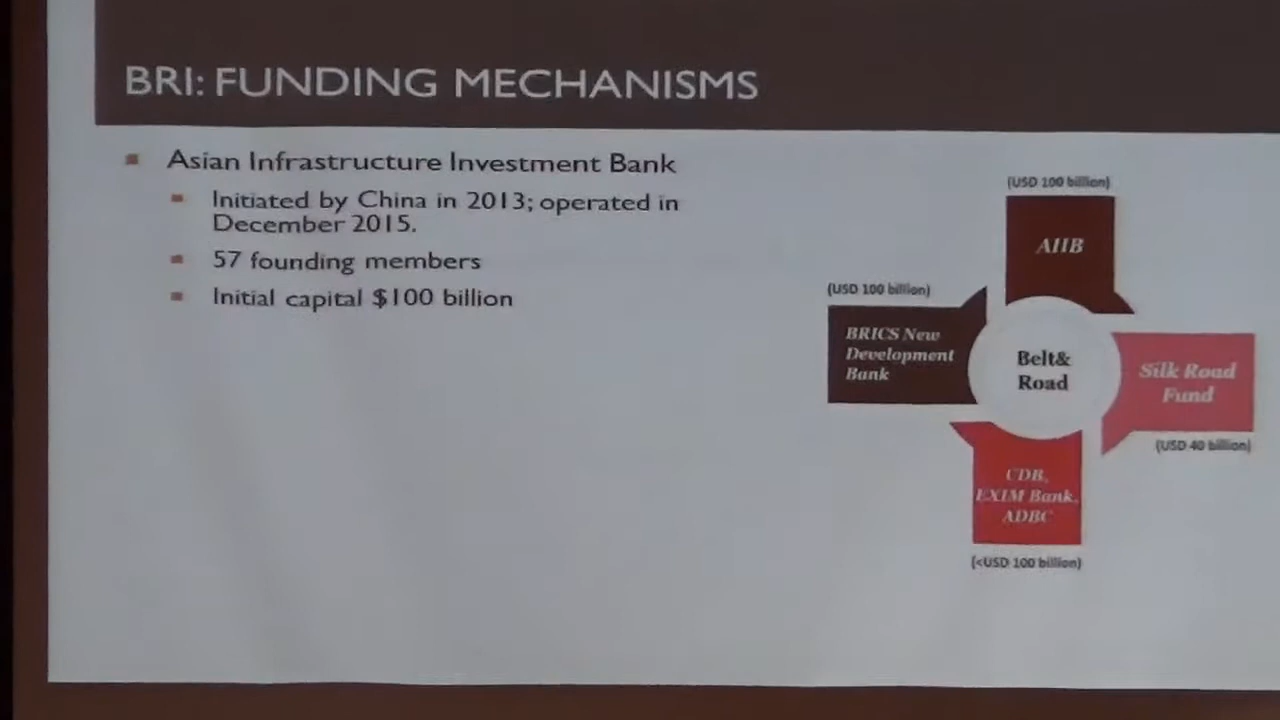 BRI: FUNDING MECHANISMS
Asian Infrastructure Investment Bank
Initiated by China in 2013; operated in
December 2015.
57 founding members
Initial capital $100 billion
(USD 100 billion)
AIIB
(USD 100 billion)
BRICS New
Development
Bank
Belt&
Road
Silk Road
Fund
(USD 40 billion)
CDB,
EXIM Bank,
ADBC
(<USD 100 billion)